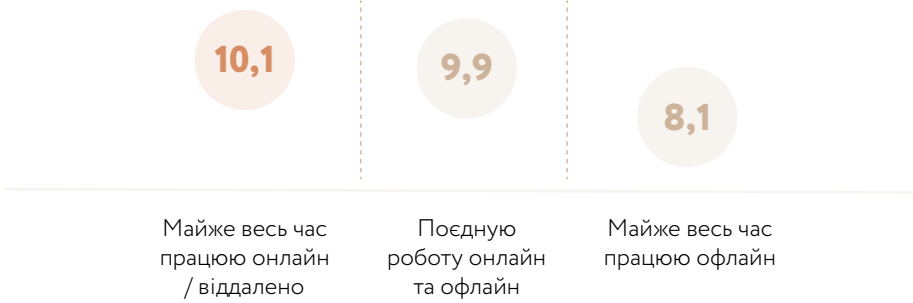 10,1
9,9
8,1
Майже весь час
працюю онлайн
/ віддалено
Поєдную
роботу онлайн
та офлайн
Майже весь час
працюю офлайн